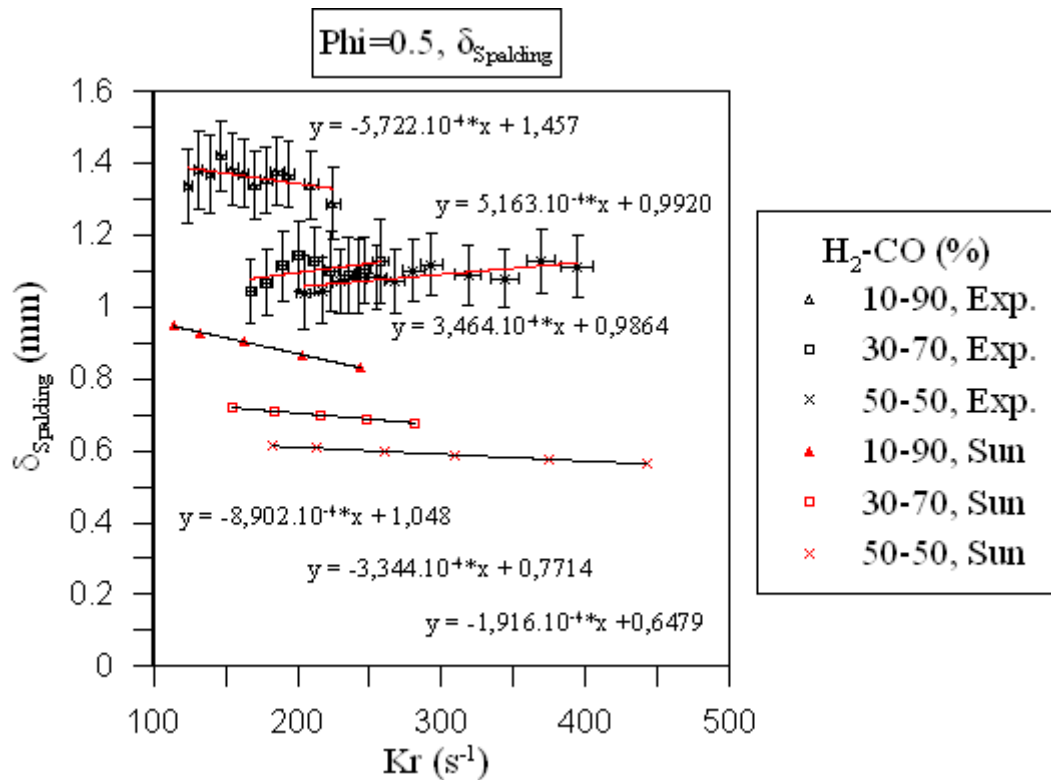 Phi=0.5, δSpalding
1.6
1.4
1.2
1
0.8
0.6
0.4
0.2
0
δSpalding (mm)
y = -5,722.10-4*x + 1,457
y = 5,163.10-4*x + 0,9920
y = 3,464.10-4*x + 0,9864
y = -8,902.10-4*x + 1,048
y = -3,344.10-4*x + 0,7714
y = -1,916.10-4*x +0,6479
100 200 300 400 500
Kr (s-1)
H2-CO (%)
10-90, Exp.
30-70, Exp.
50-50, Exp.
10-90, Sun
30-70, Sun
50-50, Sun